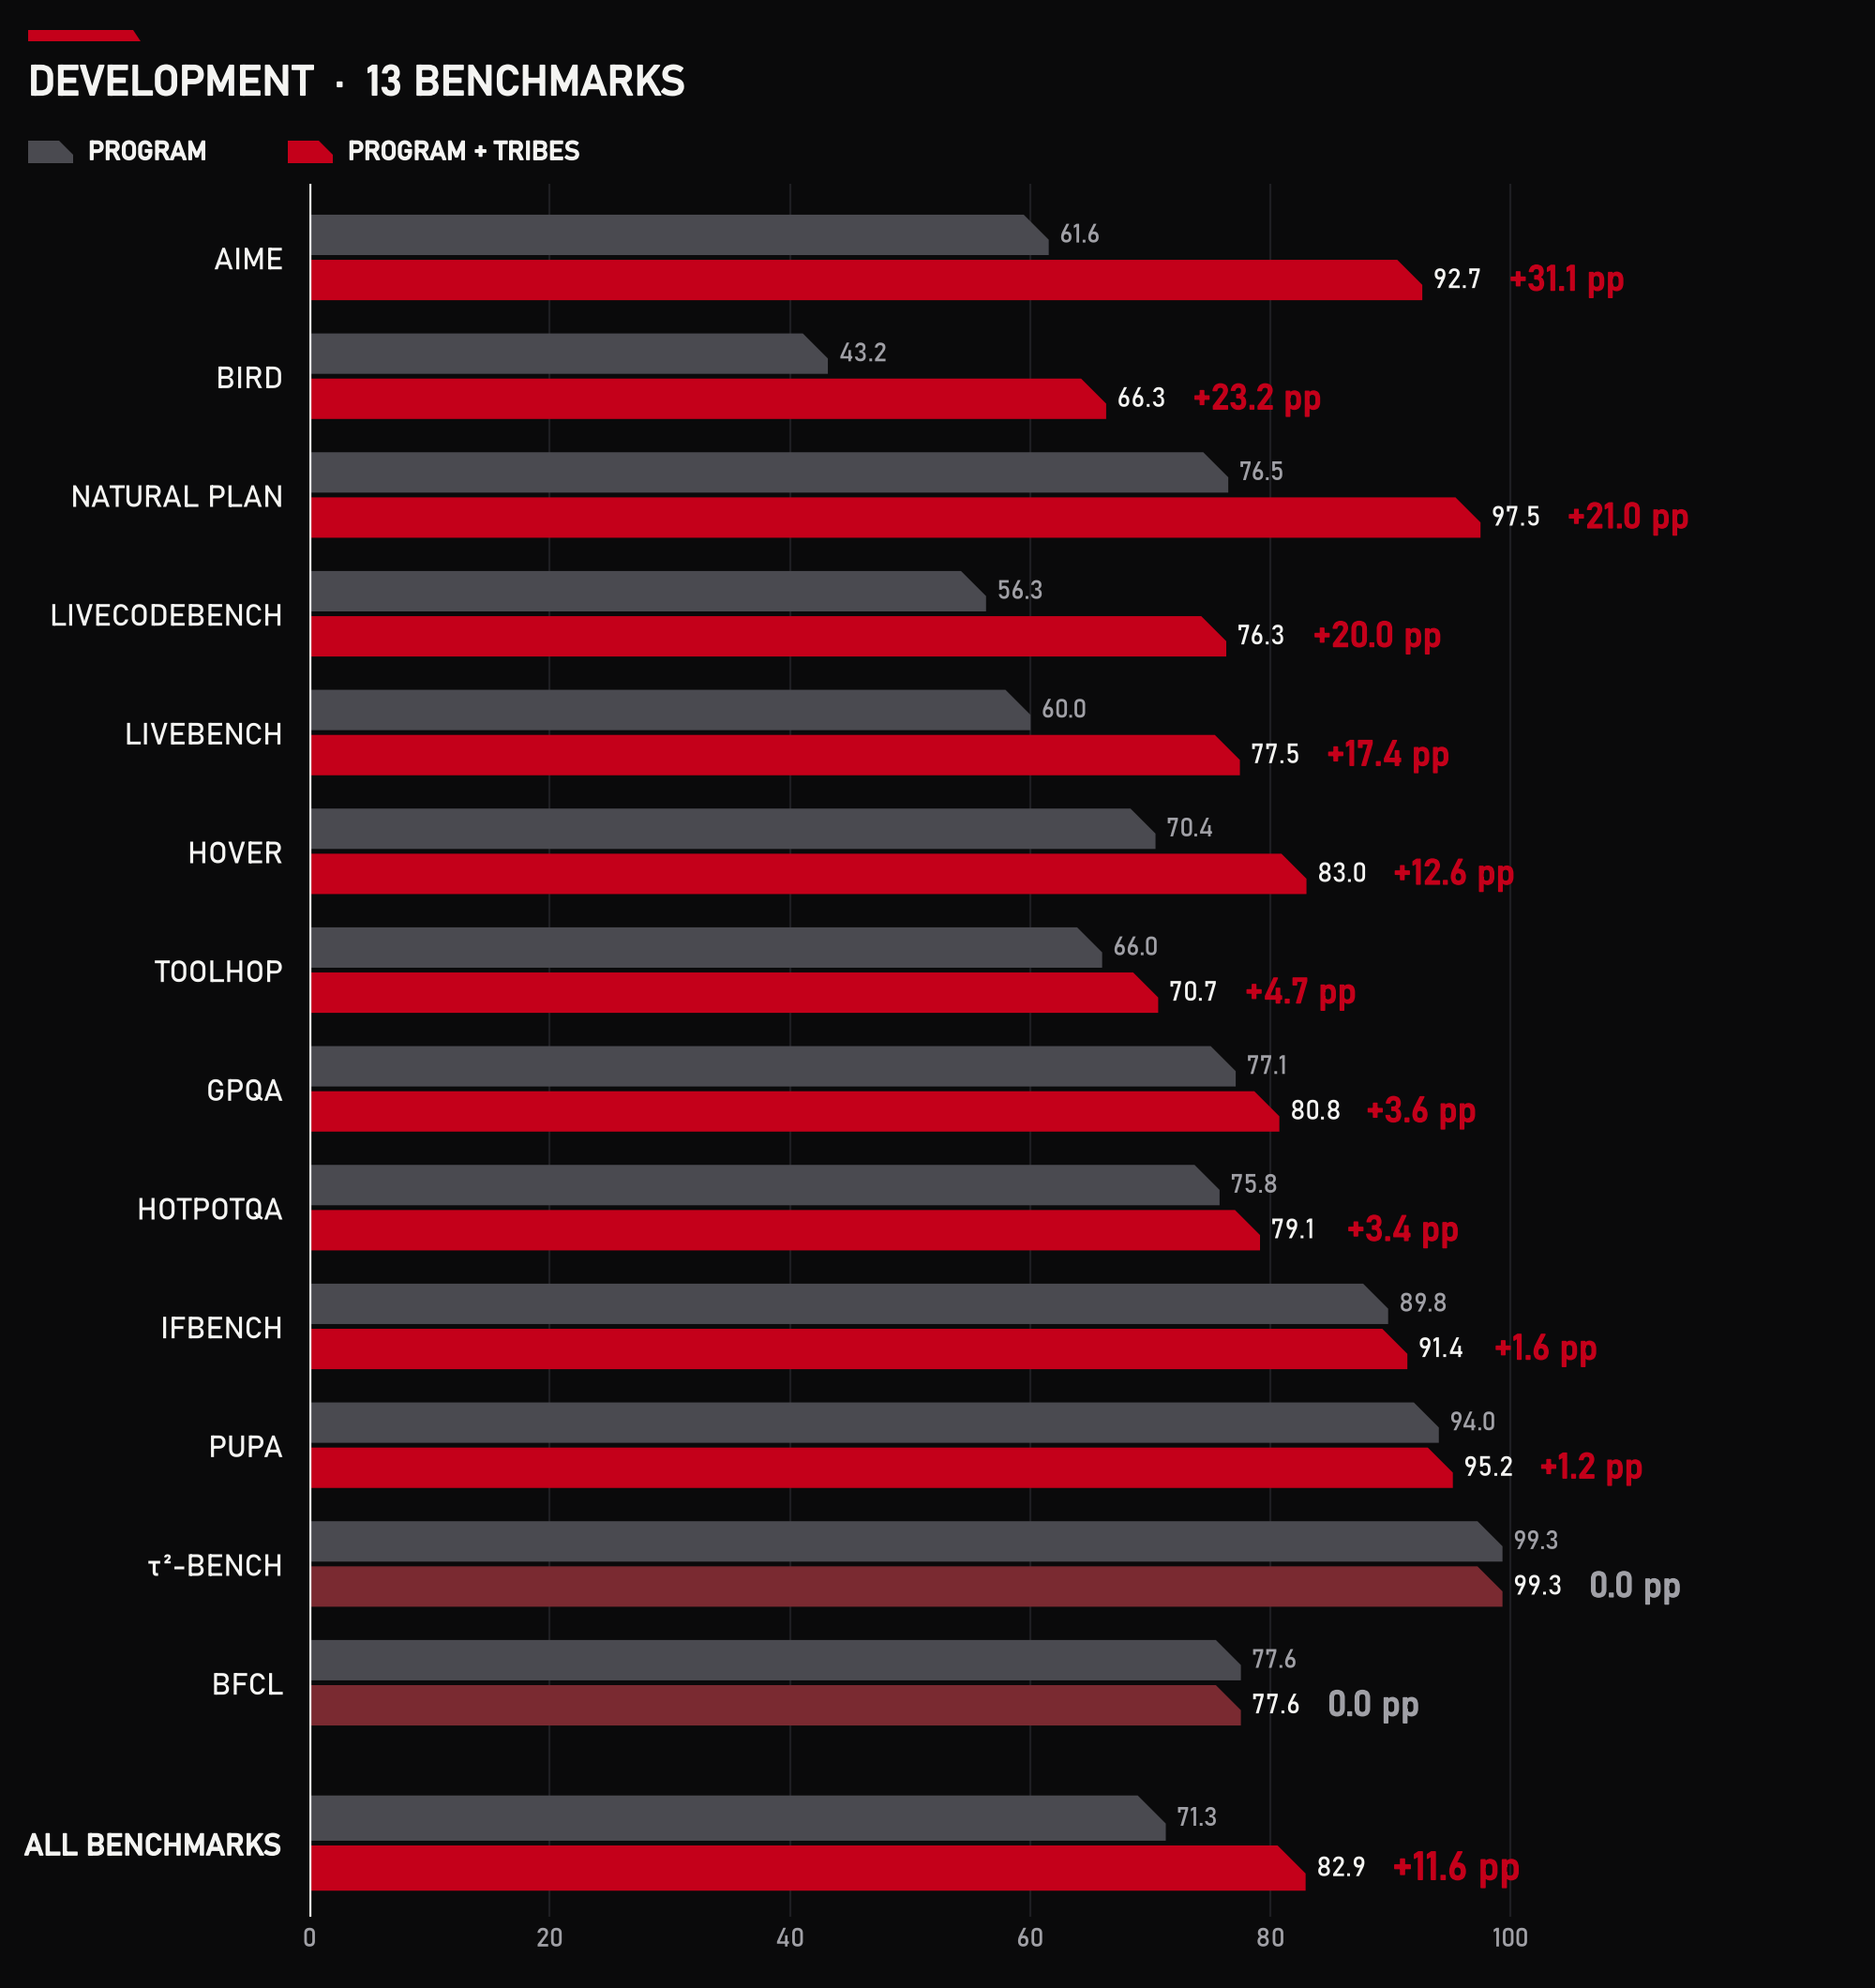 DEVELOPMENT · 13 BENCHMARKS
PROGRAM PROGRAM + TRIBES
61.6
AIME
92.7 +31.1 pp
43.2
BIRD
66.3 +23.2 pp
76.5
NATURAL PLAN
97.5 +21.0 pp
56.3
LIVECODEBENCH
76.3 +20.0 pp
60.0
LIVEBENCH
77.5 +17.4 pp
70.4
HOVER
83.0 +12.6 pp
66.0
TOOLHOP
70.7 +4.7 pp
77.1
GPQA
80.8 +3.6 pp
75.8
HOTPOTQA
79.1 +3.4 pp
89.8
IFBENCH
91.4 +1.6 pp
94.0
PUPA
95.2 +1.2 pp
99.3
τ²-BENCH
99.3 0.0 pp
77.6
BFCL
77.6 0.0 pp
71.3
ALL BENCHMARKS
82.9 +11.6 pp
0 20 40 60 80 100